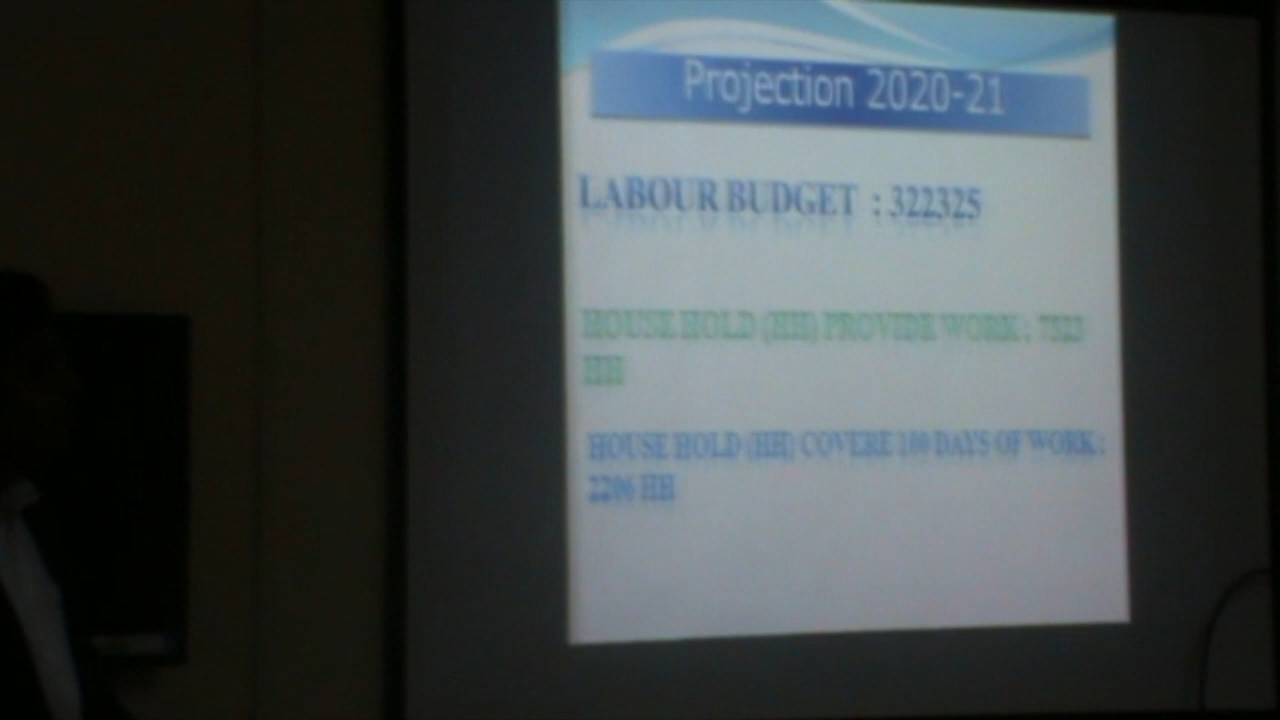 Projection 2020-21
LABOUR BUDGET : 322325
HOUSE HOLD (HH) PROVIDE WORK :
HH
HOUSE HOLD (HH) COVERE 100 DAYS OF WORK :
2206 HH